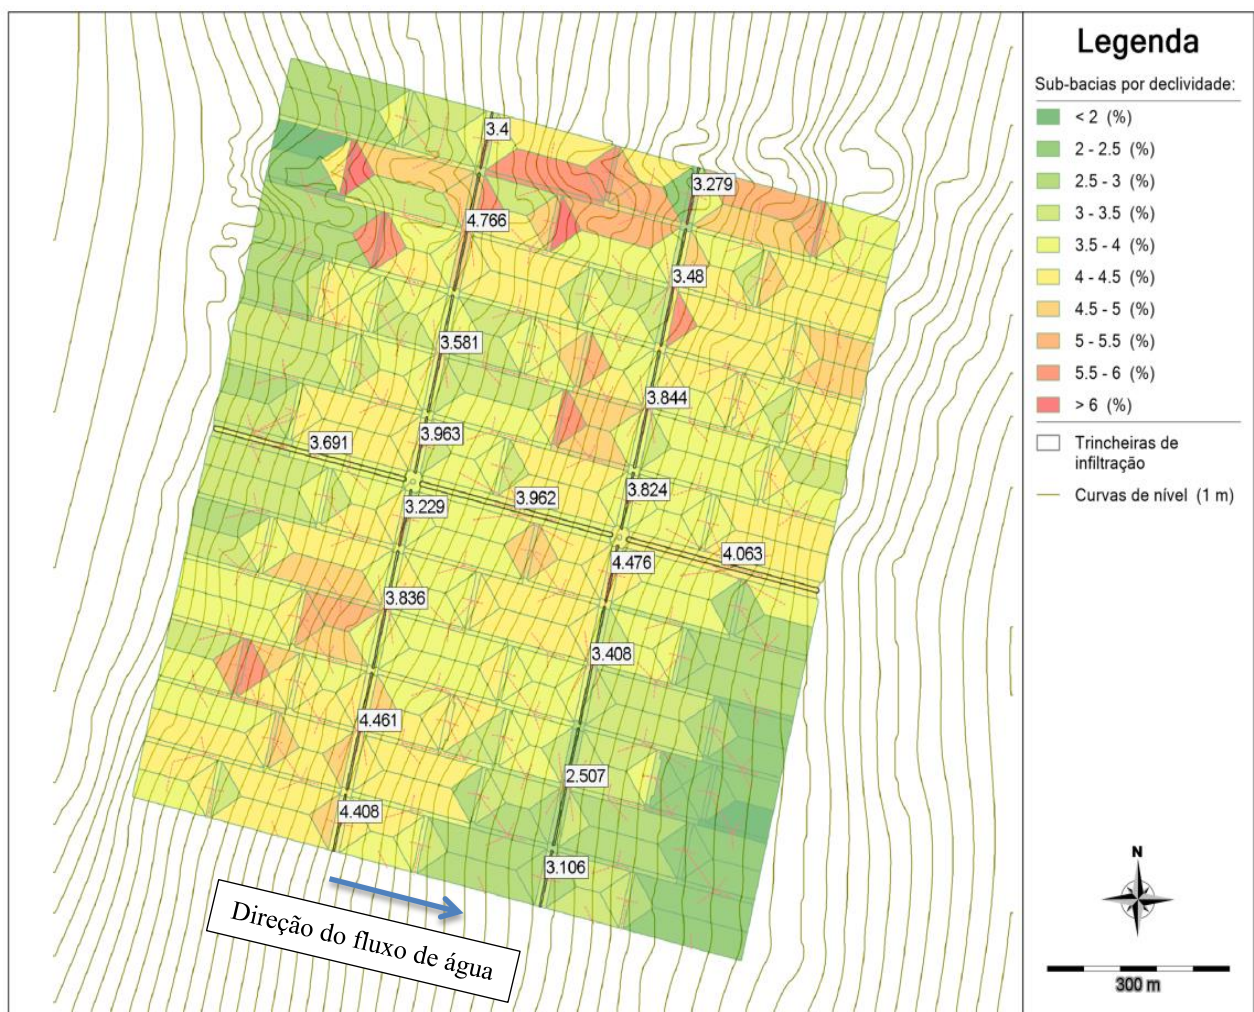 Legenda
Sub-bacias por declividade:
< 2 (%)
2 - 2.5 (%)
2.5 - 3 (%)
3 - 3.5 (%)
3.5 - 4 (%)
4 - 4.5 (%)
4.5 - 5 (%)
5 - 5.5 (%)
5.5 - 6 (%)
> 6 (%)
Trincheiras de
infiltração
Curvas de nível (1 m)
3.4
3.279
4.766
3.48
3.581
3.844
3.963
3.691
3.824
3.962
3.229
4.063
4.476
3.836
3.408
4.461
2.507
4.408
3.106
Direção do fluxo de água
N
300 m